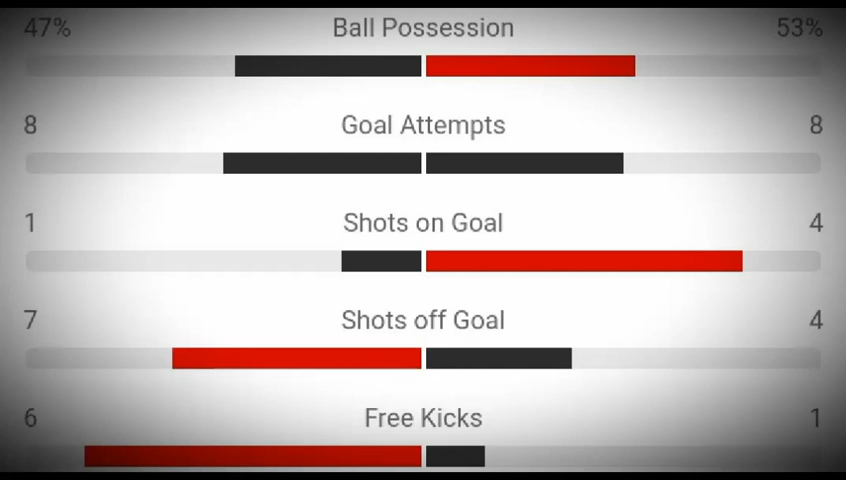 47% Ball Possession 53%
8 Goal Attempts 8
1 Shots on Goal 4
7 Shots off Goal 4
6 Free Kicks 1